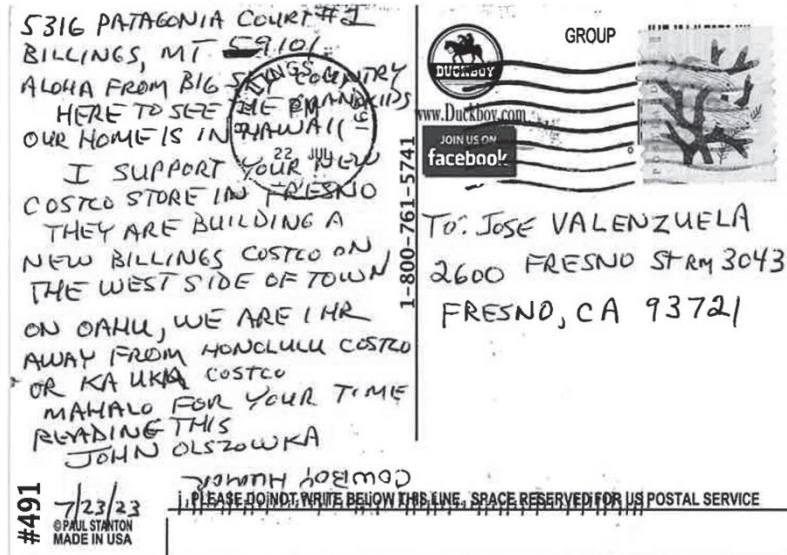 5316 PATAGONIA COURT #2
BILLINGS, MT 59101
ALOHA FROM BIG SKY COUNTRY
HERE TO SEE THE GRANDKIDS
OUR HOME IS IN HAWAII
I SUPPORT YOUR NEW
COSTCO STORE IN FRESNO
THEY ARE BUILDING A
NEW BILLINGS COSTCO ON
THE WEST SIDE OF TOWN
ON OAHU, WE ARE 1 HR
AWAY FROM HONOLULU COSTCO
OR KA UKA COSTCO
MAHALO FOR YOUR TIME
READING THIS
JOHN OLSZOWKA
COWBOY HUMOR
#491
7/23/23
© PAUL STANTON
MADE IN USA
BILLINGS
PM
22 JUL
1-800-761-5741
DUCKBOY
GROUP
www.Duckboy.com
JOIN US ON
facebook
TO: JOSE VALENZUELA
2600 FRESNO St RM 3043
FRESNO, CA 93721
PLEASE DO NOT WRITE BELOW THIS LINE. SPACE RESERVED FOR US POSTAL SERVICE